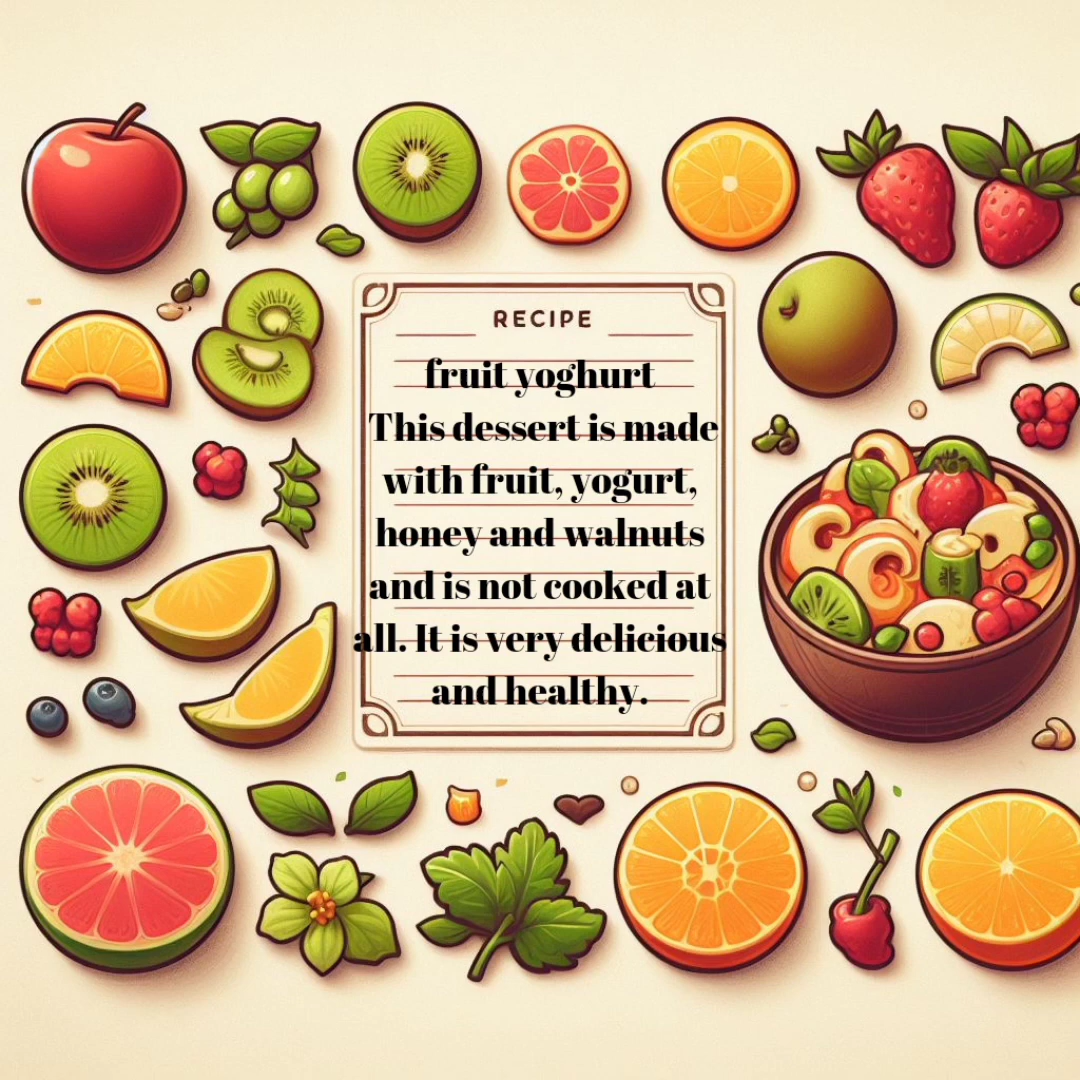 RECIPE
fruit yoghurt
This dessert is made
with fruit, yogurt,
honey and walnuts
and is not cooked at
all. It is very delicious
and healthy.